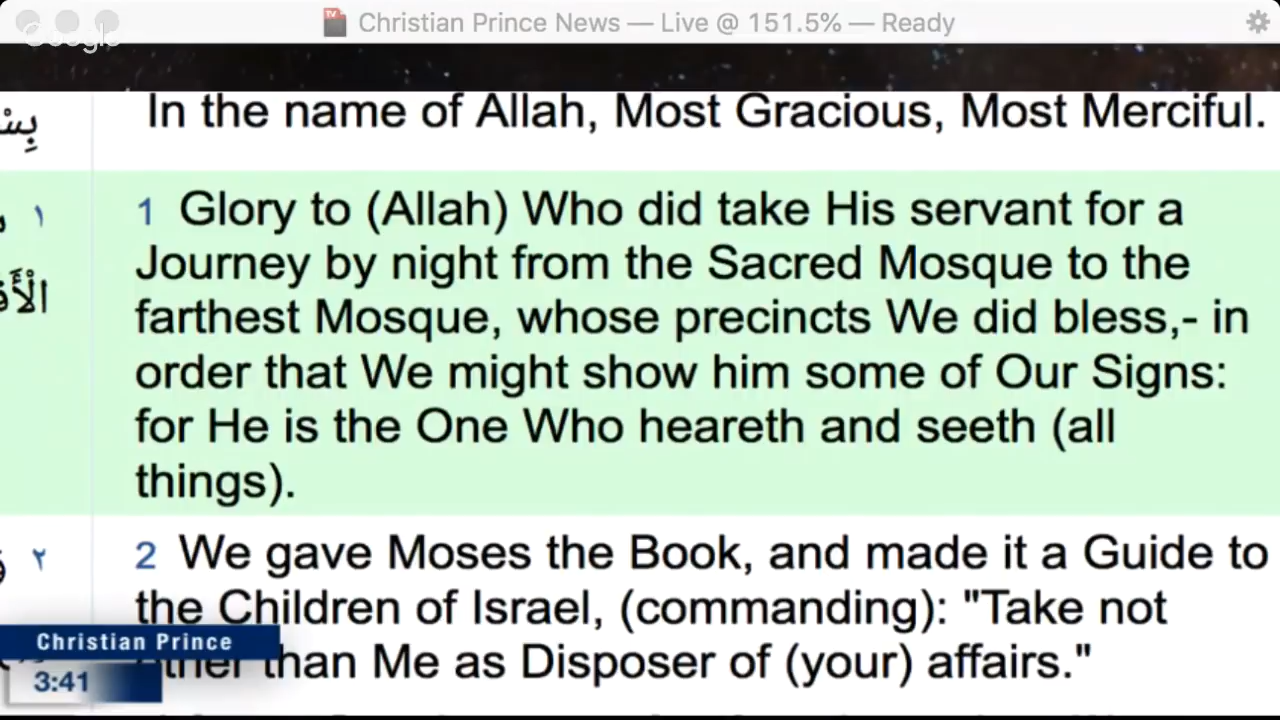 Christian Prince News — Live @ 151.5% — Ready
Google
In the name of Allah, Most Gracious, Most Merciful.
بِسْ
١
1 Glory to (Allah) Who did take His servant for a
Journey by night from the Sacred Mosque to the
farthest Mosque, whose precincts We did bless,- in
order that We might show him some of Our Signs:
for He is the One Who heareth and seeth (all
things).
٢
2 We gave Moses the Book, and made it a Guide to
the Children of Israel, (commanding): "Take not
other than Me as Disposer of (your) affairs."
Christian Prince
3:41